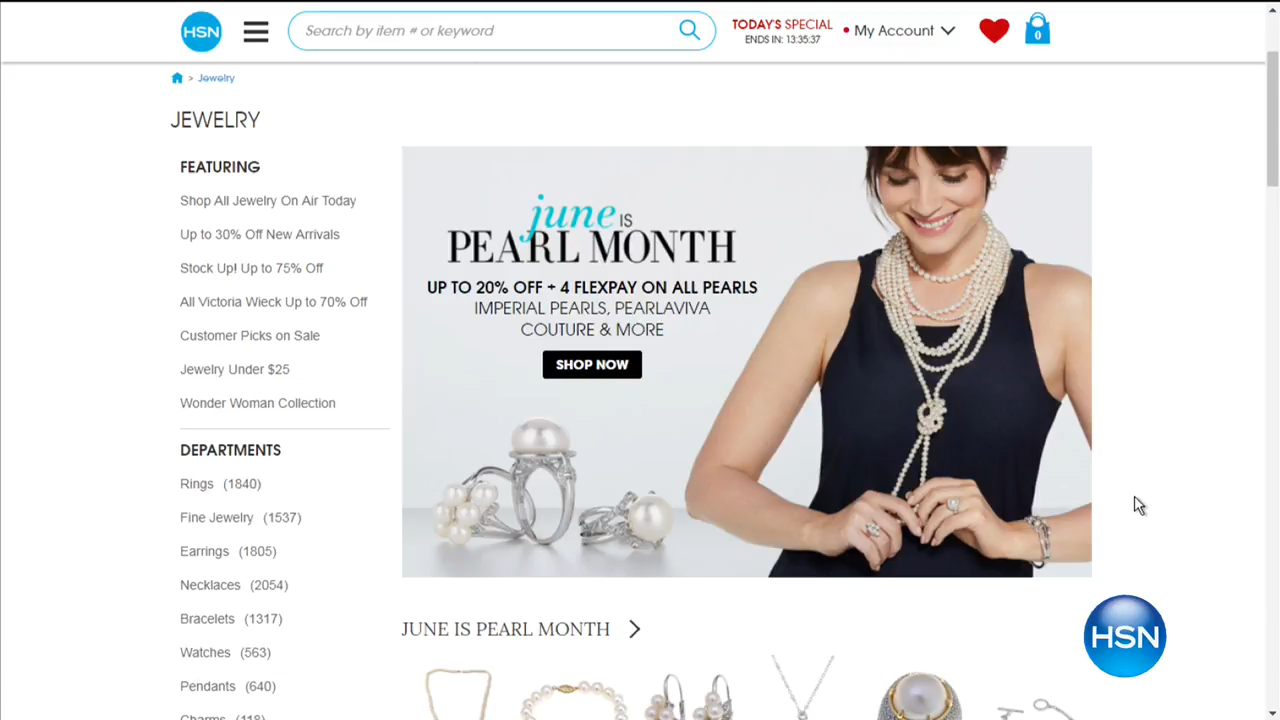 HSN
Search by item # or keyword
TODAY'S SPECIAL
ENDS IN: 13:35:37
My Account
0
> Jewelry
JEWELRY
FEATURING
Shop All Jewelry On Air Today
Up to 30% Off New Arrivals
Stock Up! Up to 75% Off
All Victoria Wieck Up to 70% Off
Customer Picks on Sale
Jewelry Under $25
Wonder Woman Collection
DEPARTMENTS
Rings (1840)
Fine Jewelry (1537)
Earrings (1805)
Necklaces (2054)
Bracelets (1317)
Watches (563)
Pendants (640)
Charms (118)
june IS
PEARL MONTH
UP TO 20% OFF + 4 FLEXPAY ON ALL PEARLS
IMPERIAL PEARLS, PEARLAVIVA
COUTURE & MORE
SHOP NOW
JUNE IS PEARL MONTH
HSN